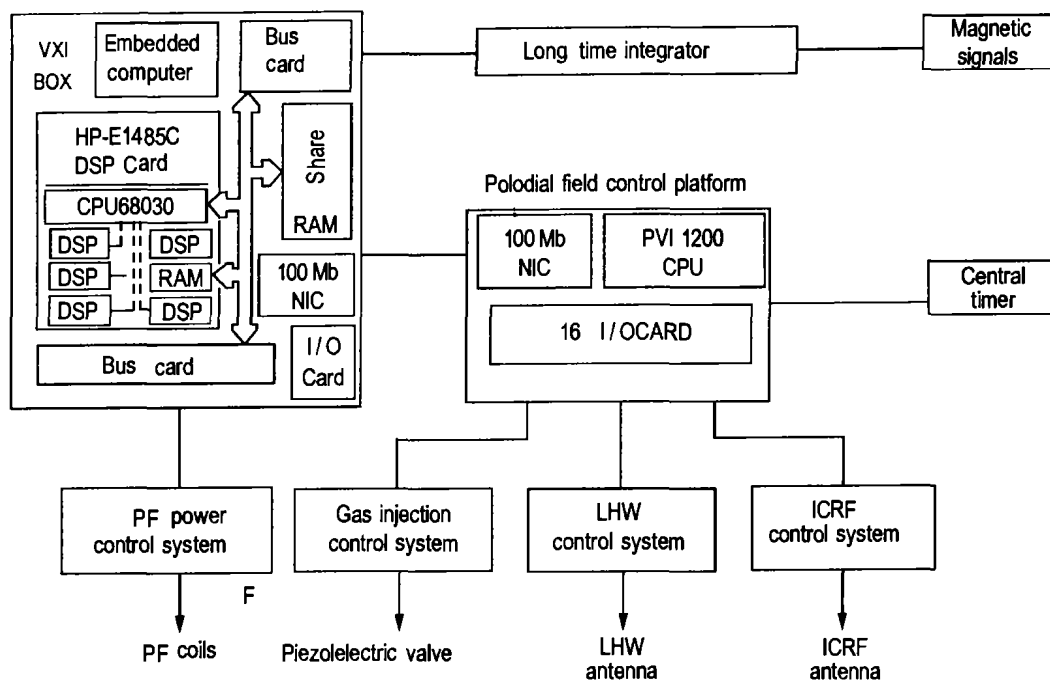 VXI
BOX
Embedded
computer
Bus
card
Long time integrator
Magnetic
signals
HP-E1485C
DSP Card
CPU68030
DSP
DSP
DSP
RAM
DSP
DSP
Share
RAM
100 Mb
NIC
Bus card
I/O
Card
Polodial field control platform
100 Mb
NIC
PVI 1200
CPU
16 I/OCARD
Central
timer
PF power
control system
Gas injection
control system
LHW
control system
ICRF
control system
F
PF coils
Piezolelectric valve
LHW
antenna
ICRF
antenna